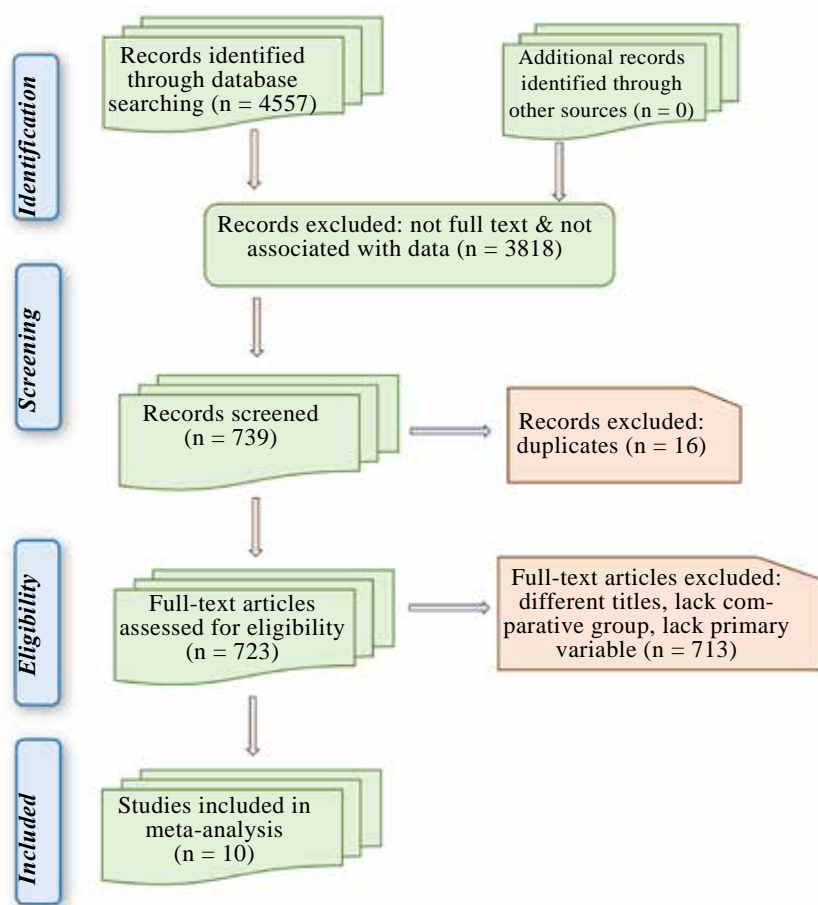 Identification
Records identified
through database
searching (n = 4557)
Additional records
identified through
other sources (n = 0)
Records excluded: not full text & not
associated with data (n = 3818)
Screening
Records screened
(n = 739)
Records excluded:
duplicates (n = 16)
Eligibility
Full-text articles
assessed for eligibility
(n = 723)
Full-text articles excluded:
different titles, lack com-
parative group, lack primary
variable (n = 713)
Included
Studies included in
meta-analysis
(n = 10)